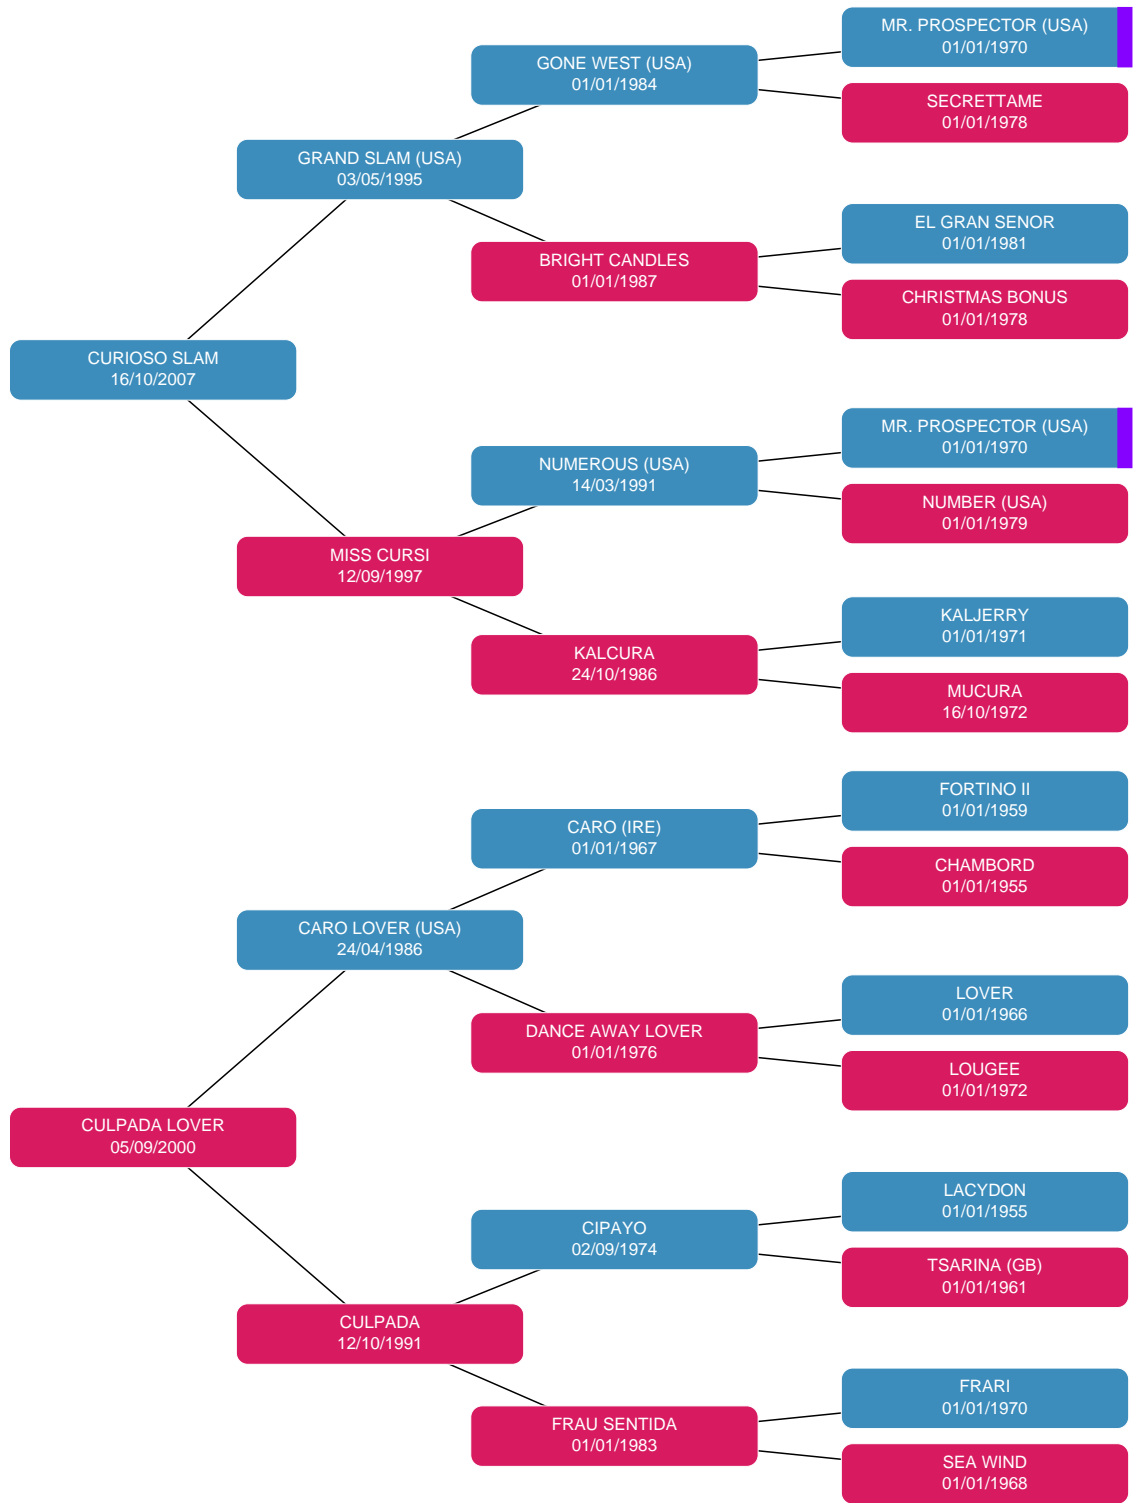 MR. PROSPECTOR (USA)
01/01/1970
GONE WEST (USA)
01/01/1984
SECRETTAME
01/01/1978
GRAND SLAM (USA)
03/05/1995
EL GRAN SENOR
01/01/1981
BRIGHT CANDLES
01/01/1987
CHRISTMAS BONUS
01/01/1978
CURIOSO SLAM
16/10/2007
MR. PROSPECTOR (USA)
01/01/1970
NUMEROUS (USA)
14/03/1991
NUMBER (USA)
01/01/1979
MISS CURSI
12/09/1997
KALJERRY
01/01/1971
KALCURA
24/10/1986
MUCURA
16/10/1972
FORTINO II
01/01/1959
CARO (IRE)
01/01/1967
CHAMBORD
01/01/1955
CARO LOVER (USA)
24/04/1986
LOVER
01/01/1966
DANCE AWAY LOVER
01/01/1976
LOUGEE
01/01/1972
CULPADA LOVER
05/09/2000
LACYDON
01/01/1955
CIPAYO
02/09/1974
TSARINA (GB)
01/01/1961
CULPADA
12/10/1991
FRARI
01/01/1970
FRAU SENTIDA
01/01/1983
SEA WIND
01/01/1968